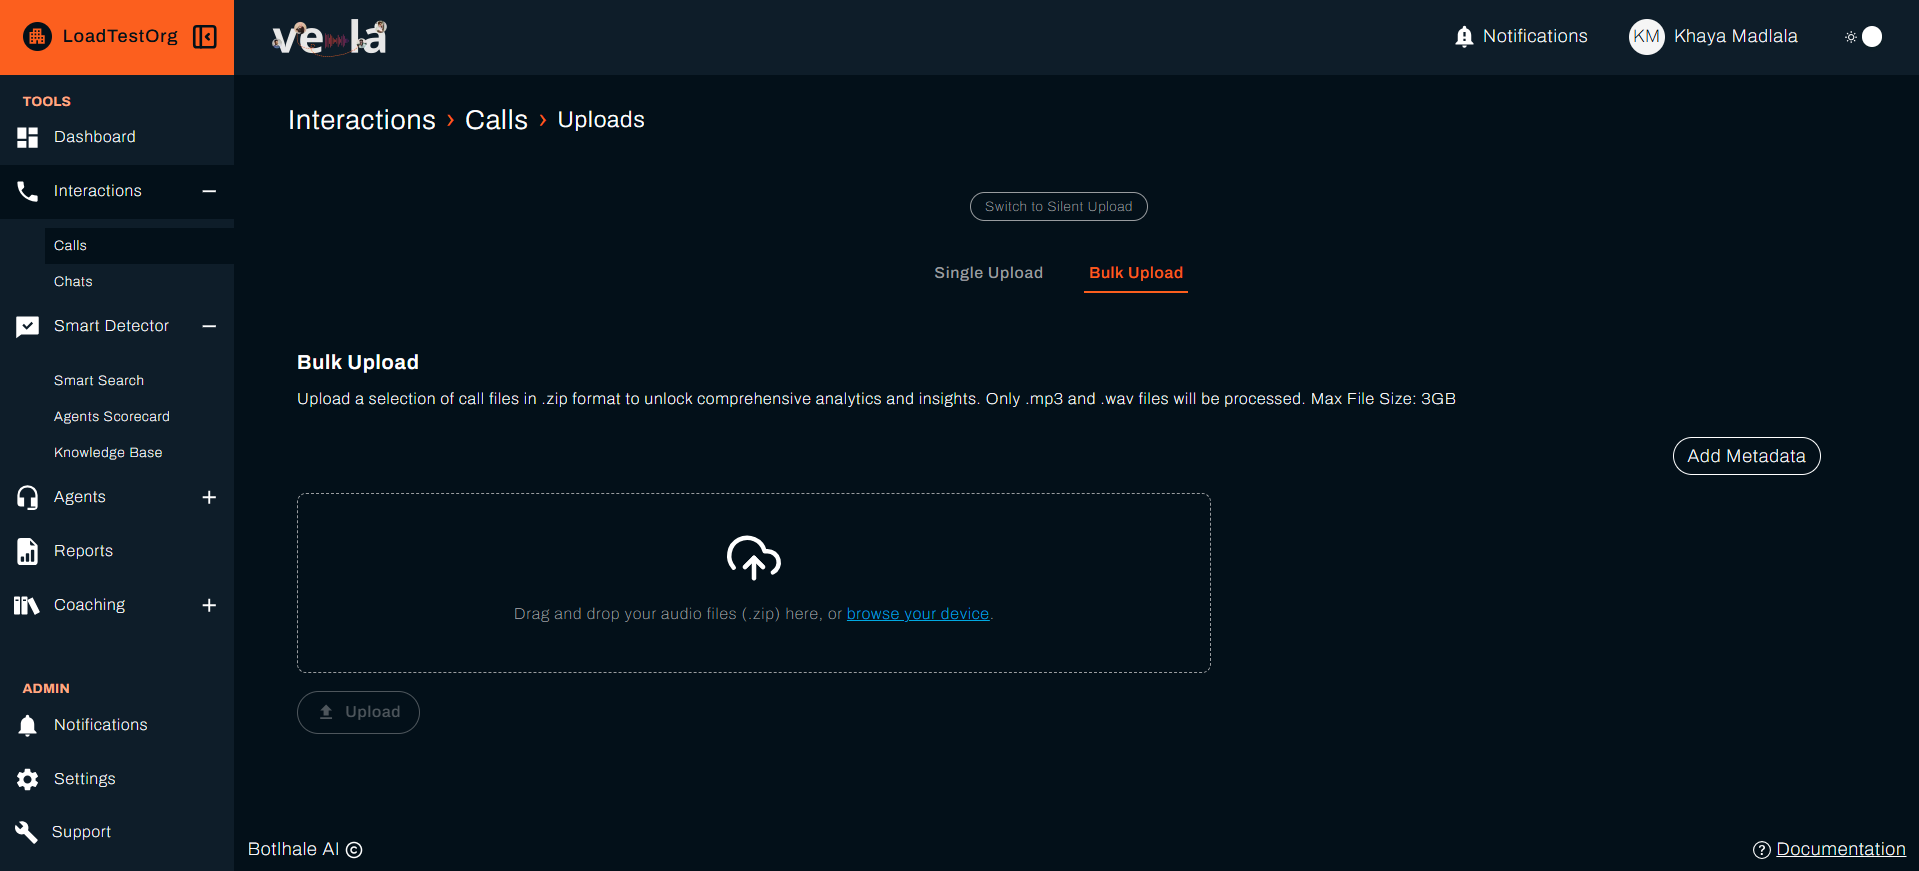 LoadTestOrg
vela
Notifications
KM
Khaya Madlala
TOOLS
Dashboard
Interactions
Calls
Chats
Smart Detector
Smart Search
Agents Scorecard
Knowledge Base
Agents
Reports
Coaching
ADMIN
Notifications
Settings
Support
Interactions › Calls › Uploads
Switch to Silent Upload
Single Upload
Bulk Upload
Bulk Upload
Upload a selection of call files in .zip format to unlock comprehensive analytics and insights. Only .mp3 and .wav files will be processed. Max File Size: 3GB
Add Metadata
Drag and drop your audio files (.zip) here, or browse your device.
Upload
Botlhale AI ©
Documentation